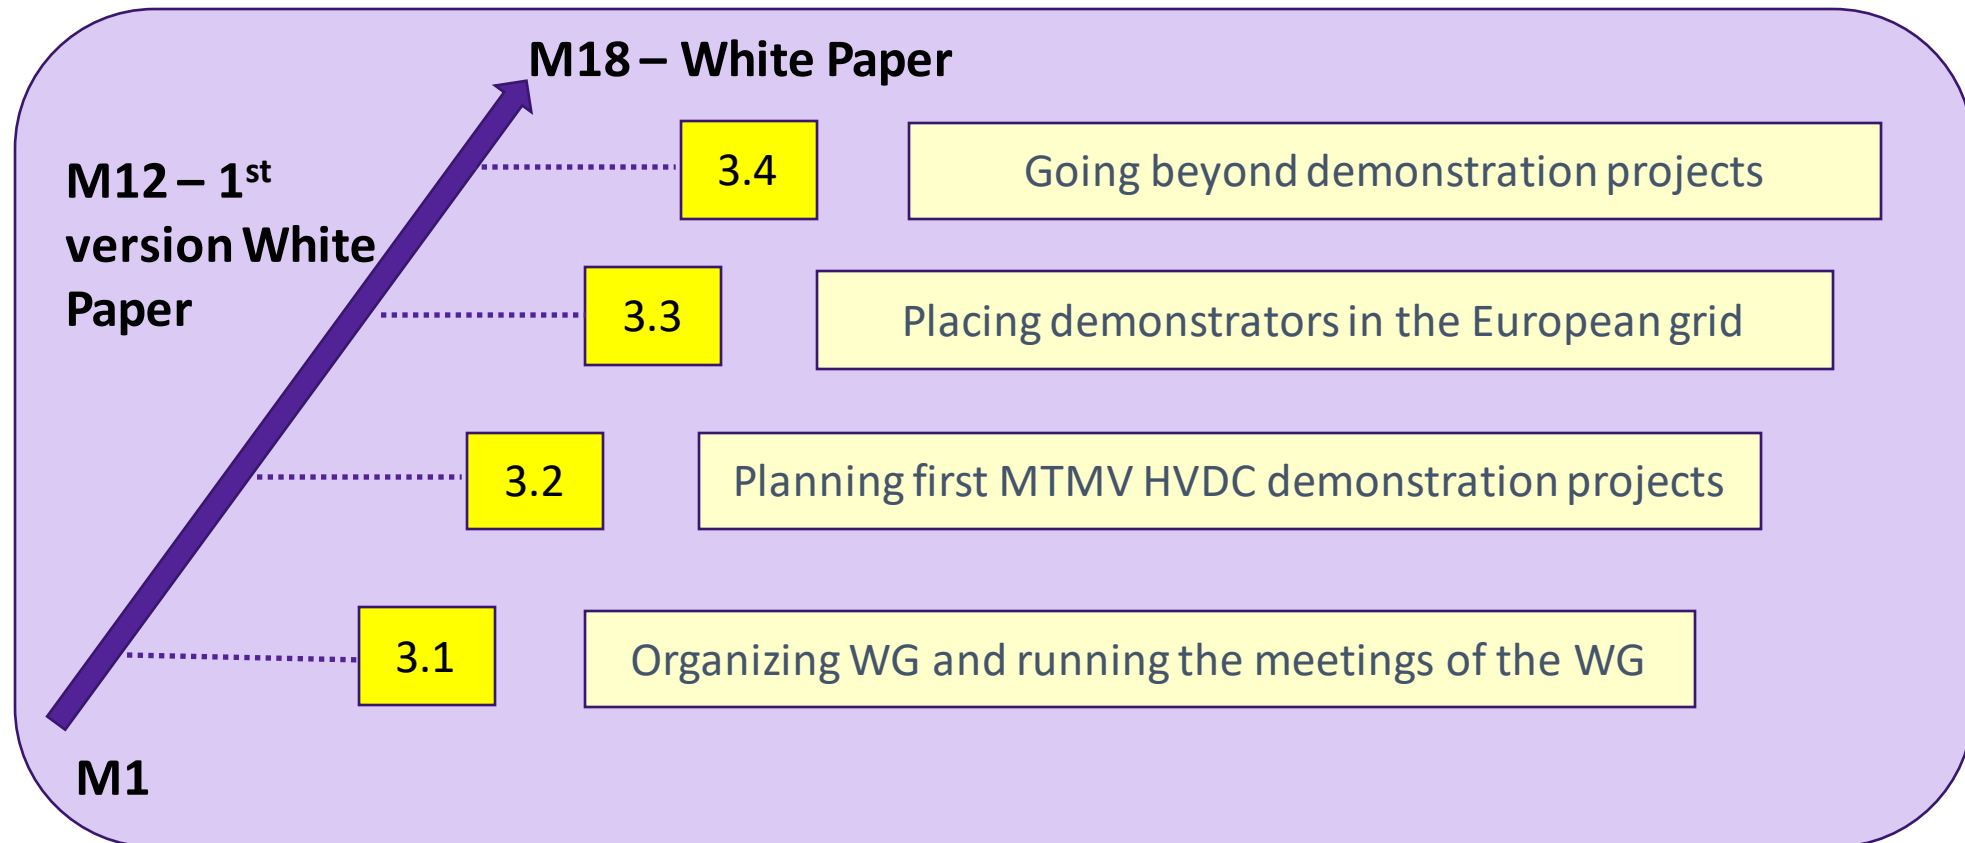 M18 – White Paper
3.4
Going beyond demonstration projects
M12 – 1st
version White
Paper
3.3
Placing demonstrators in the European grid
3.2
Planning first MTMV HVDC demonstration projects
3.1
Organizing WG and running the meetings of the WG
M1